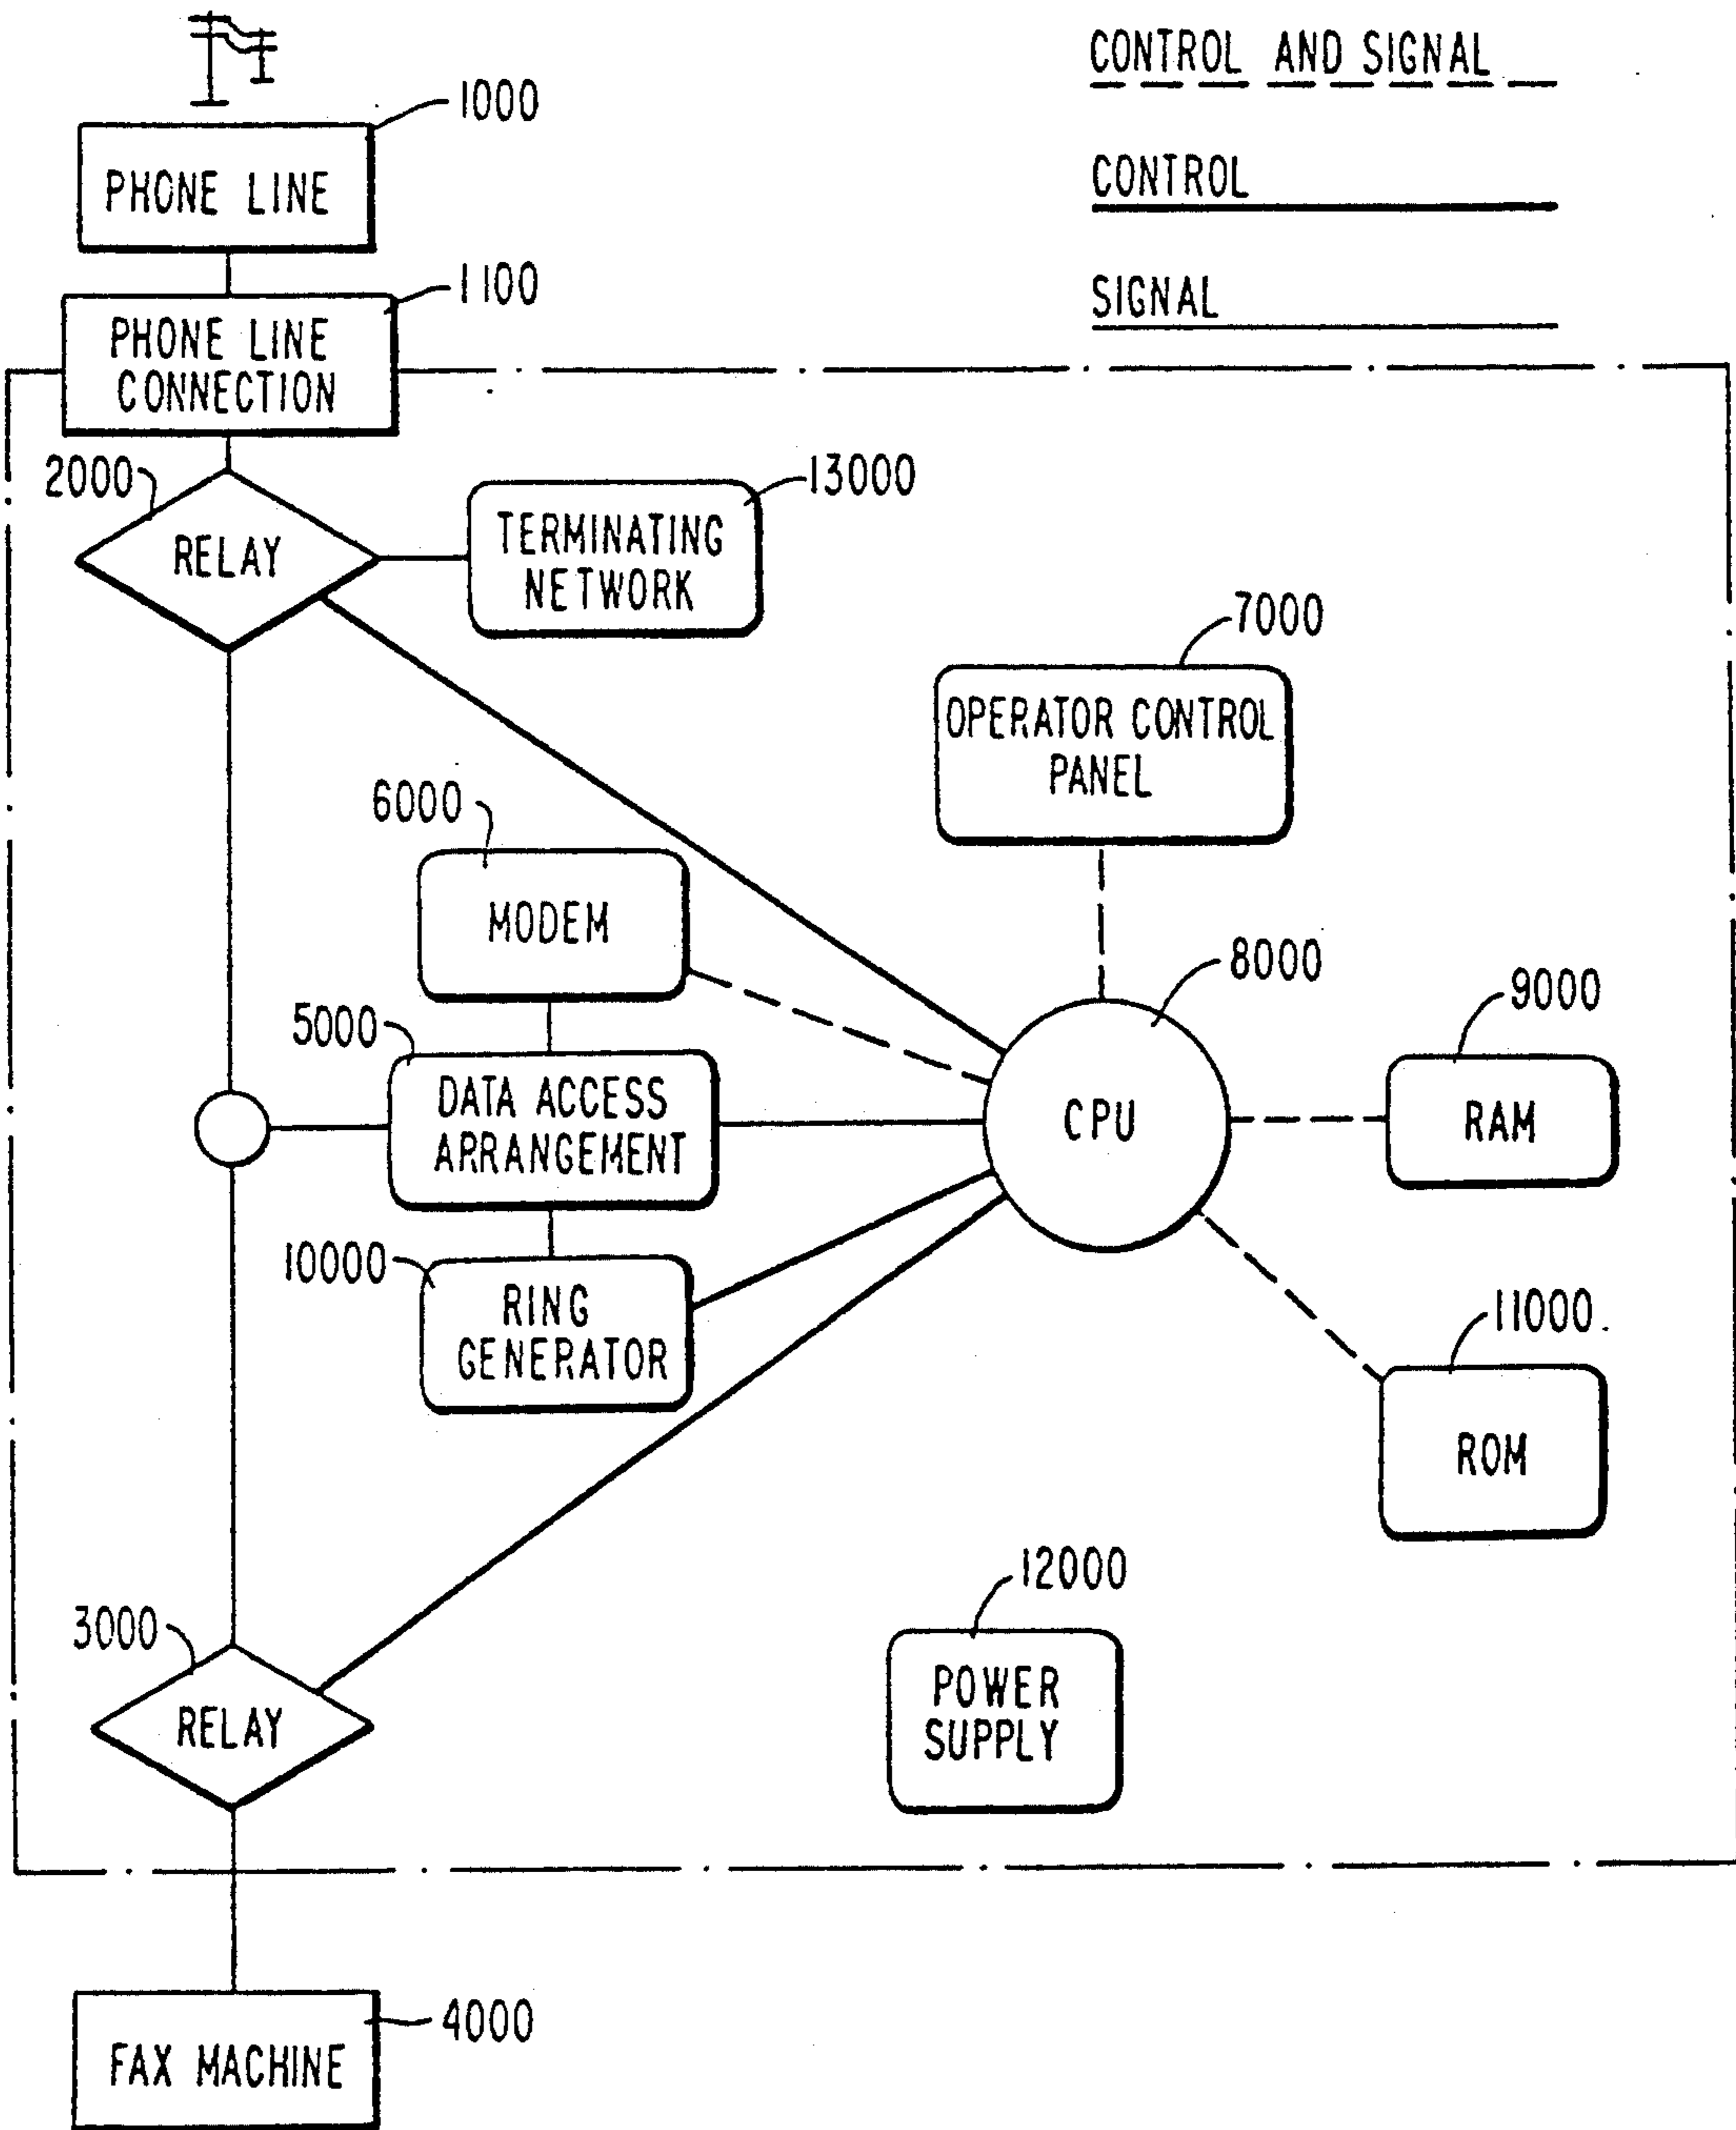 CONTROL AND SIGNAL
CONTROL
SIGNAL
1000
PHONE LINE
1100
PHONE LINE
CONNECTION
2000
RELAY
13000
TERMINATING
NETWORK
7000
OPERATOR CONTROL
PANEL
6000
MODEM
8000
CPU
9000
RAM
5000
DATA ACCESS
ARRANGEMENT
10000
RING
GENERATOR
11000
ROM
12000
POWER
SUPPLY
3000
RELAY
4000
FAX MACHINE